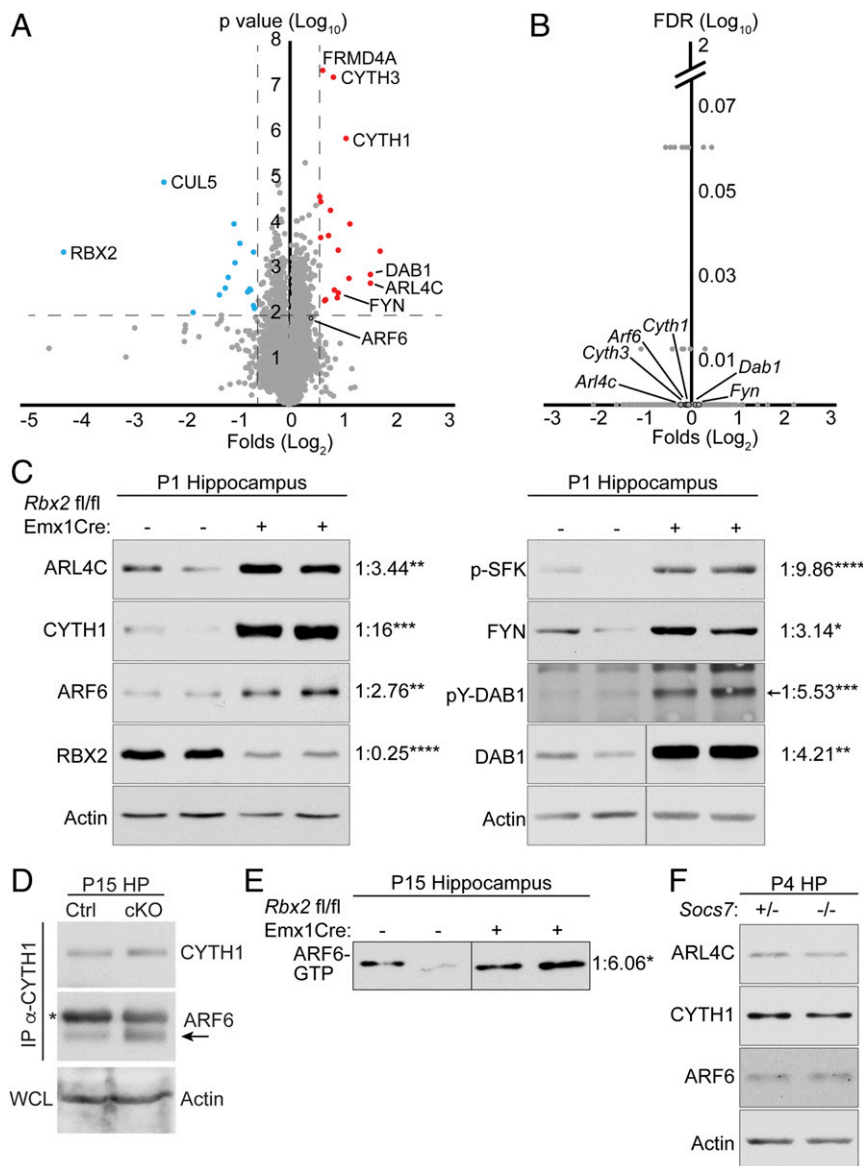 A
p value (Log10)
8
7
6
5
4
3
2
1
FRMD4A
CYTH3
CYTH1
CUL5
RBX2
DAB1
ARL4C
FYN
ARF6
-5 -4 -3 -2 -1 0 1 2 3
Folds (Log2)
B
FDR (Log10)
2
0.07
0.05
0.03
0.01
Cyth1
Arf6
Cyth3
Arl4c
Dab1
Fyn
-3 -2 -1 0 1 2 3
Folds (Log2)
C
P1 Hippocampus
Rbx2 fl/fl
Emx1Cre: - - + +
ARL4C 1:3.44**
CYTH1 1:16***
ARF6 1:2.76**
RBX2 1:0.25****
Actin
P1 Hippocampus
- - + +
p-SFK 1:9.86****
FYN 1:3.14*
pY-DAB1 ←1:5.53***
DAB1 1:4.21**
Actin
D
P15 HP
Ctrl cKO
IP α-CYTH1
CYTH1
* ARF6
WCL Actin
E
P15 Hippocampus
Rbx2 fl/fl
Emx1Cre: - - + +
ARF6-
GTP 1:6.06*
F
P4 HP
Socs7: +/- -/-
ARL4C
CYTH1
ARF6
Actin